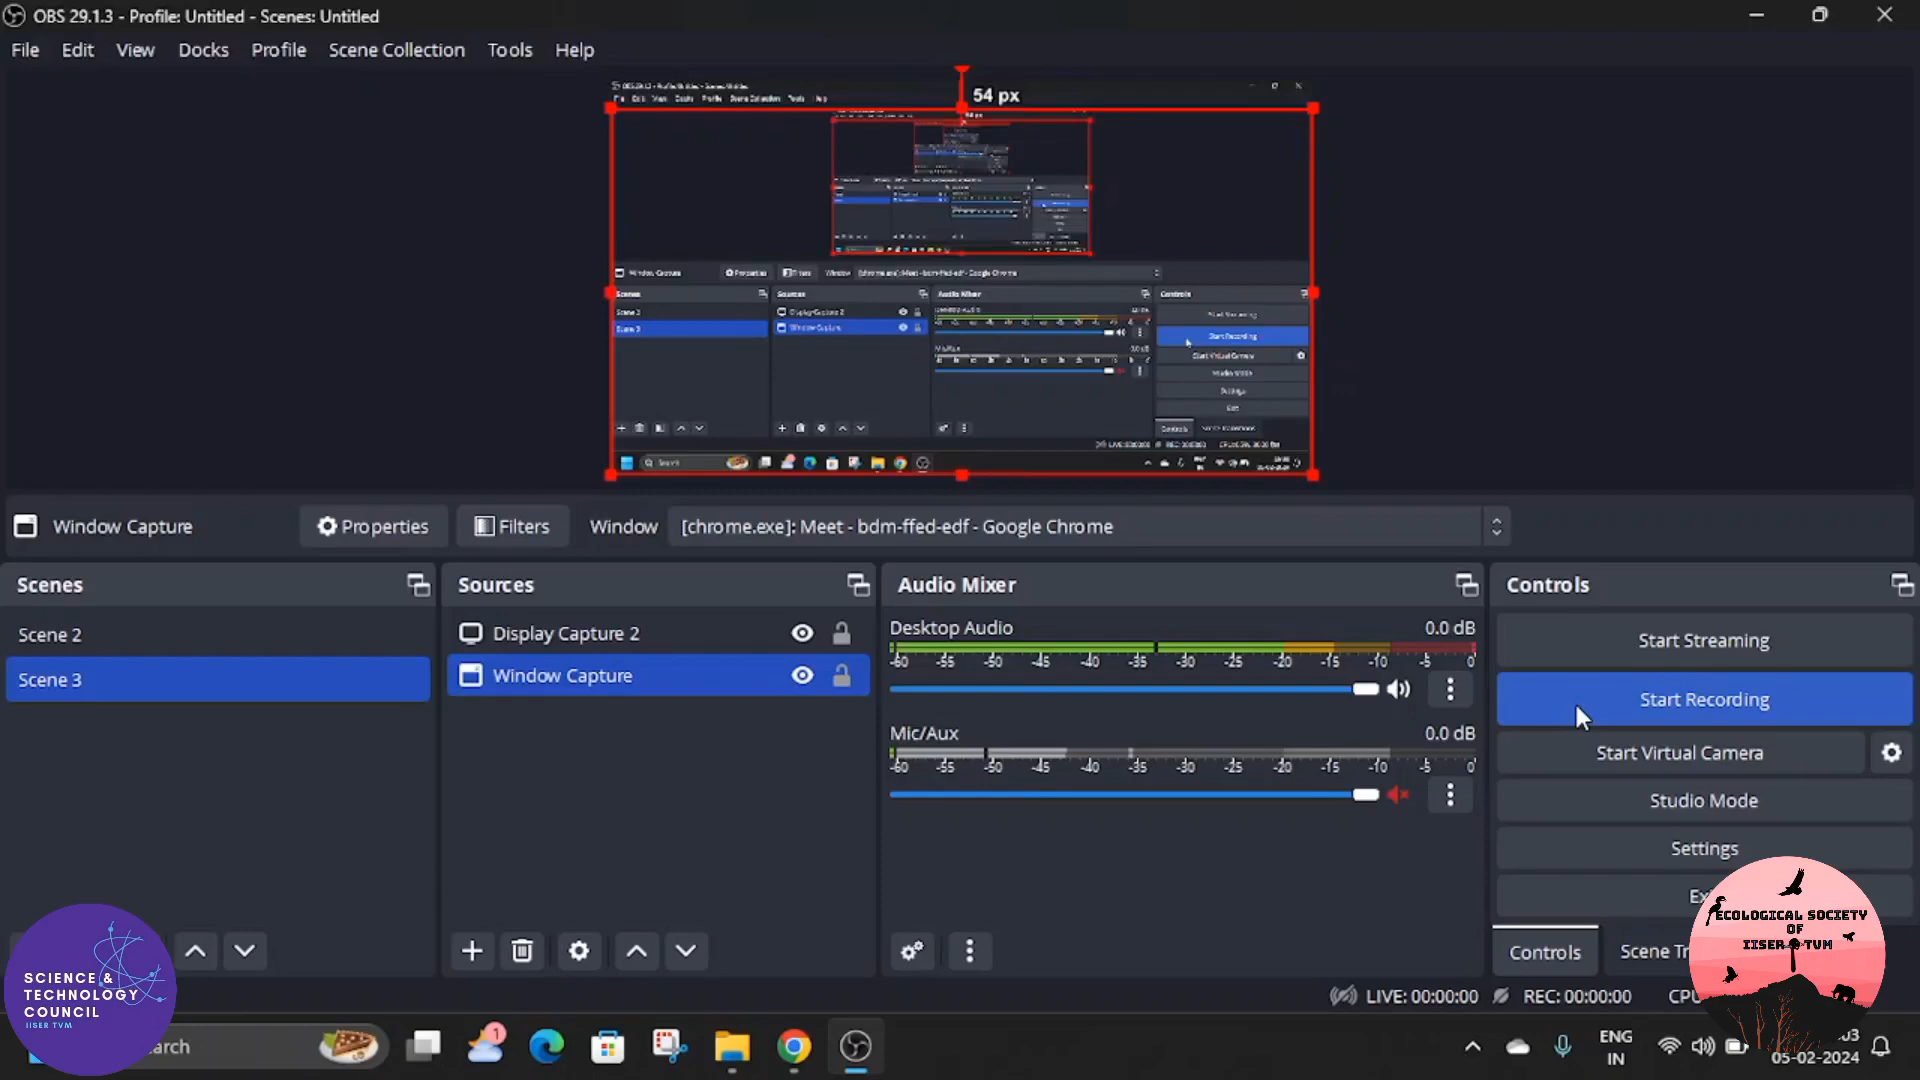 OBS 29.1.3 - Profile: Untitled - Scenes: Untitled
File Edit View Docks Profile Scene Collection Tools Help
54 px
Window Capture Properties Filters Window [chrome.exe]: Meet - bdm-ffed-edf - Google Chrome
Scenes
Scene 2
Scene 3
Sources
Display Capture 2
Window Capture
Audio Mixer
Desktop Audio 0.0 dB
-60 -55 -50 -45 -40 -35 -30 -25 -20 -15 -10 -5 0
Mic/Aux 0.0 dB
-60 -55 -50 -45 -40 -35 -30 -25 -20 -15 -10 -5 0
Controls
Start Streaming
Start Recording
Start Virtual Camera
Studio Mode
Settings
Controls Scene
LIVE: 00:00:00 REC: 00:00:00
SCIENCE &
TECHNOLOGY
COUNCIL
IISER TVM
ECOLOGICAL SOCIETY
OF
IISER TVM
1
ENG
IN
05-02-2024